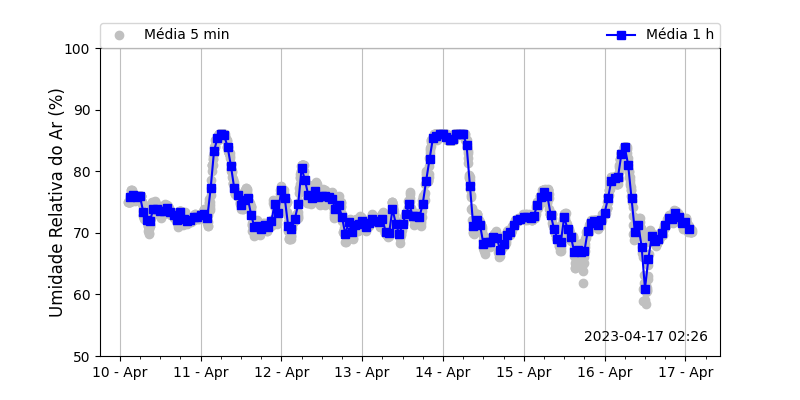 Média 5 min
Média 1 h
Umidade Relativa do Ar (%)
100
90
80
70
60
50
2023-04-17 02:26
10 - Apr
11 - Apr
12 - Apr
13 - Apr
14 - Apr
15 - Apr
16 - Apr
17 - Apr